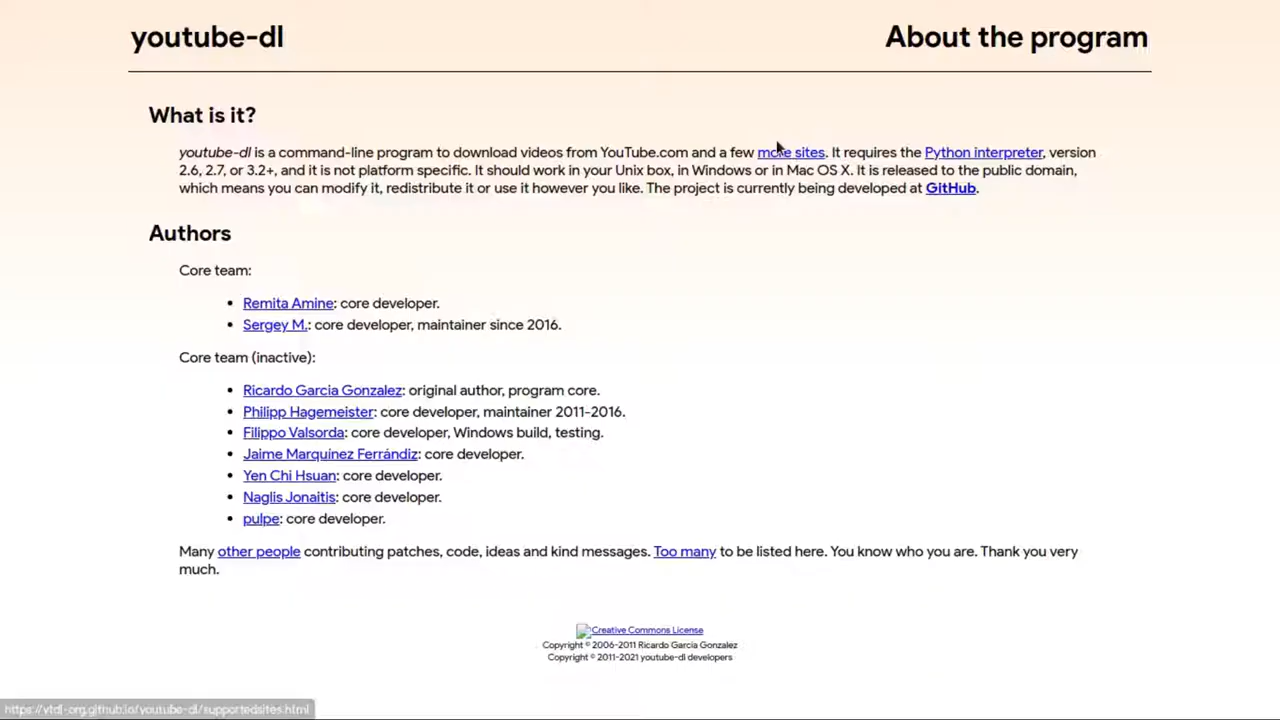 youtube-dl
About the program
What is it?
youtube-dl is a command-line program to download videos from YouTube.com and a few more sites. It requires the Python interpreter, version
2.6, 2.7, or 3.2+, and it is not platform specific. It should work in your Unix box, in Windows or in Mac OS X. It is released to the public domain,
which means you can modify it, redistribute it or use it however you like. The project is currently being developed at GitHub.
Authors
Core team:
• Remita Amine: core developer.
• Sergey M.: core developer, maintainer since 2016.
Core team (inactive):
• Ricardo Garcia Gonzalez: original author, program core.
• Philipp Hagemeister: core developer, maintainer 2011-2016.
• Filippo Valsorda: core developer, Windows build, testing.
• Jaime Marquínez Ferrándiz: core developer.
• Yen Chi Hsuan: core developer.
• Naglis Jonaitis: core developer.
• pulpe: core developer.
Many other people contributing patches, code, ideas and kind messages. Too many to be listed here. You know who you are. Thank you very
much.
Creative Commons License
Copyright © 2006-2011 Ricardo Garcia Gonzalez
Copyright © 2011-2021 youtube-dl developers
https://ytdl-org.github.io/youtube-dl/supportedsites.html